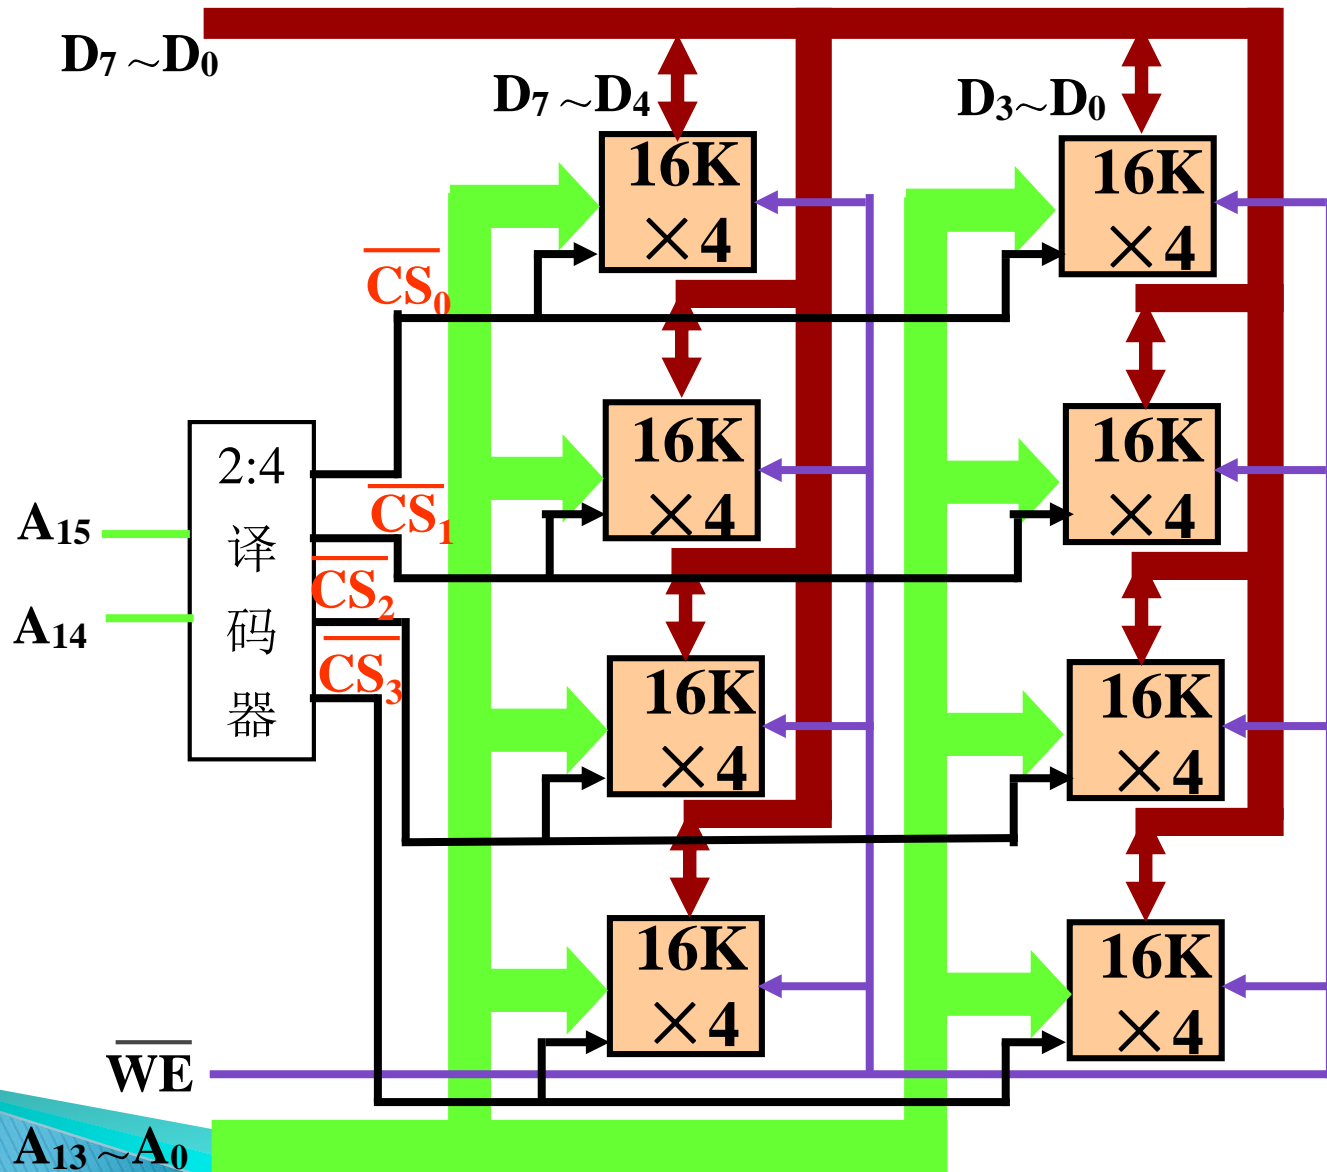 D₇ ~D₀
D₇ ~D₄
D₃~D₀
16K
×4
16K
×4
CS₀
16K
×4
16K
×4
2:4
译
码
器
A₁₅
A₁₄
CS₁
CS₂
CS₃
16K
×4
16K
×4
16K
×4
16K
×4
WE
A₁₃ ~A₀